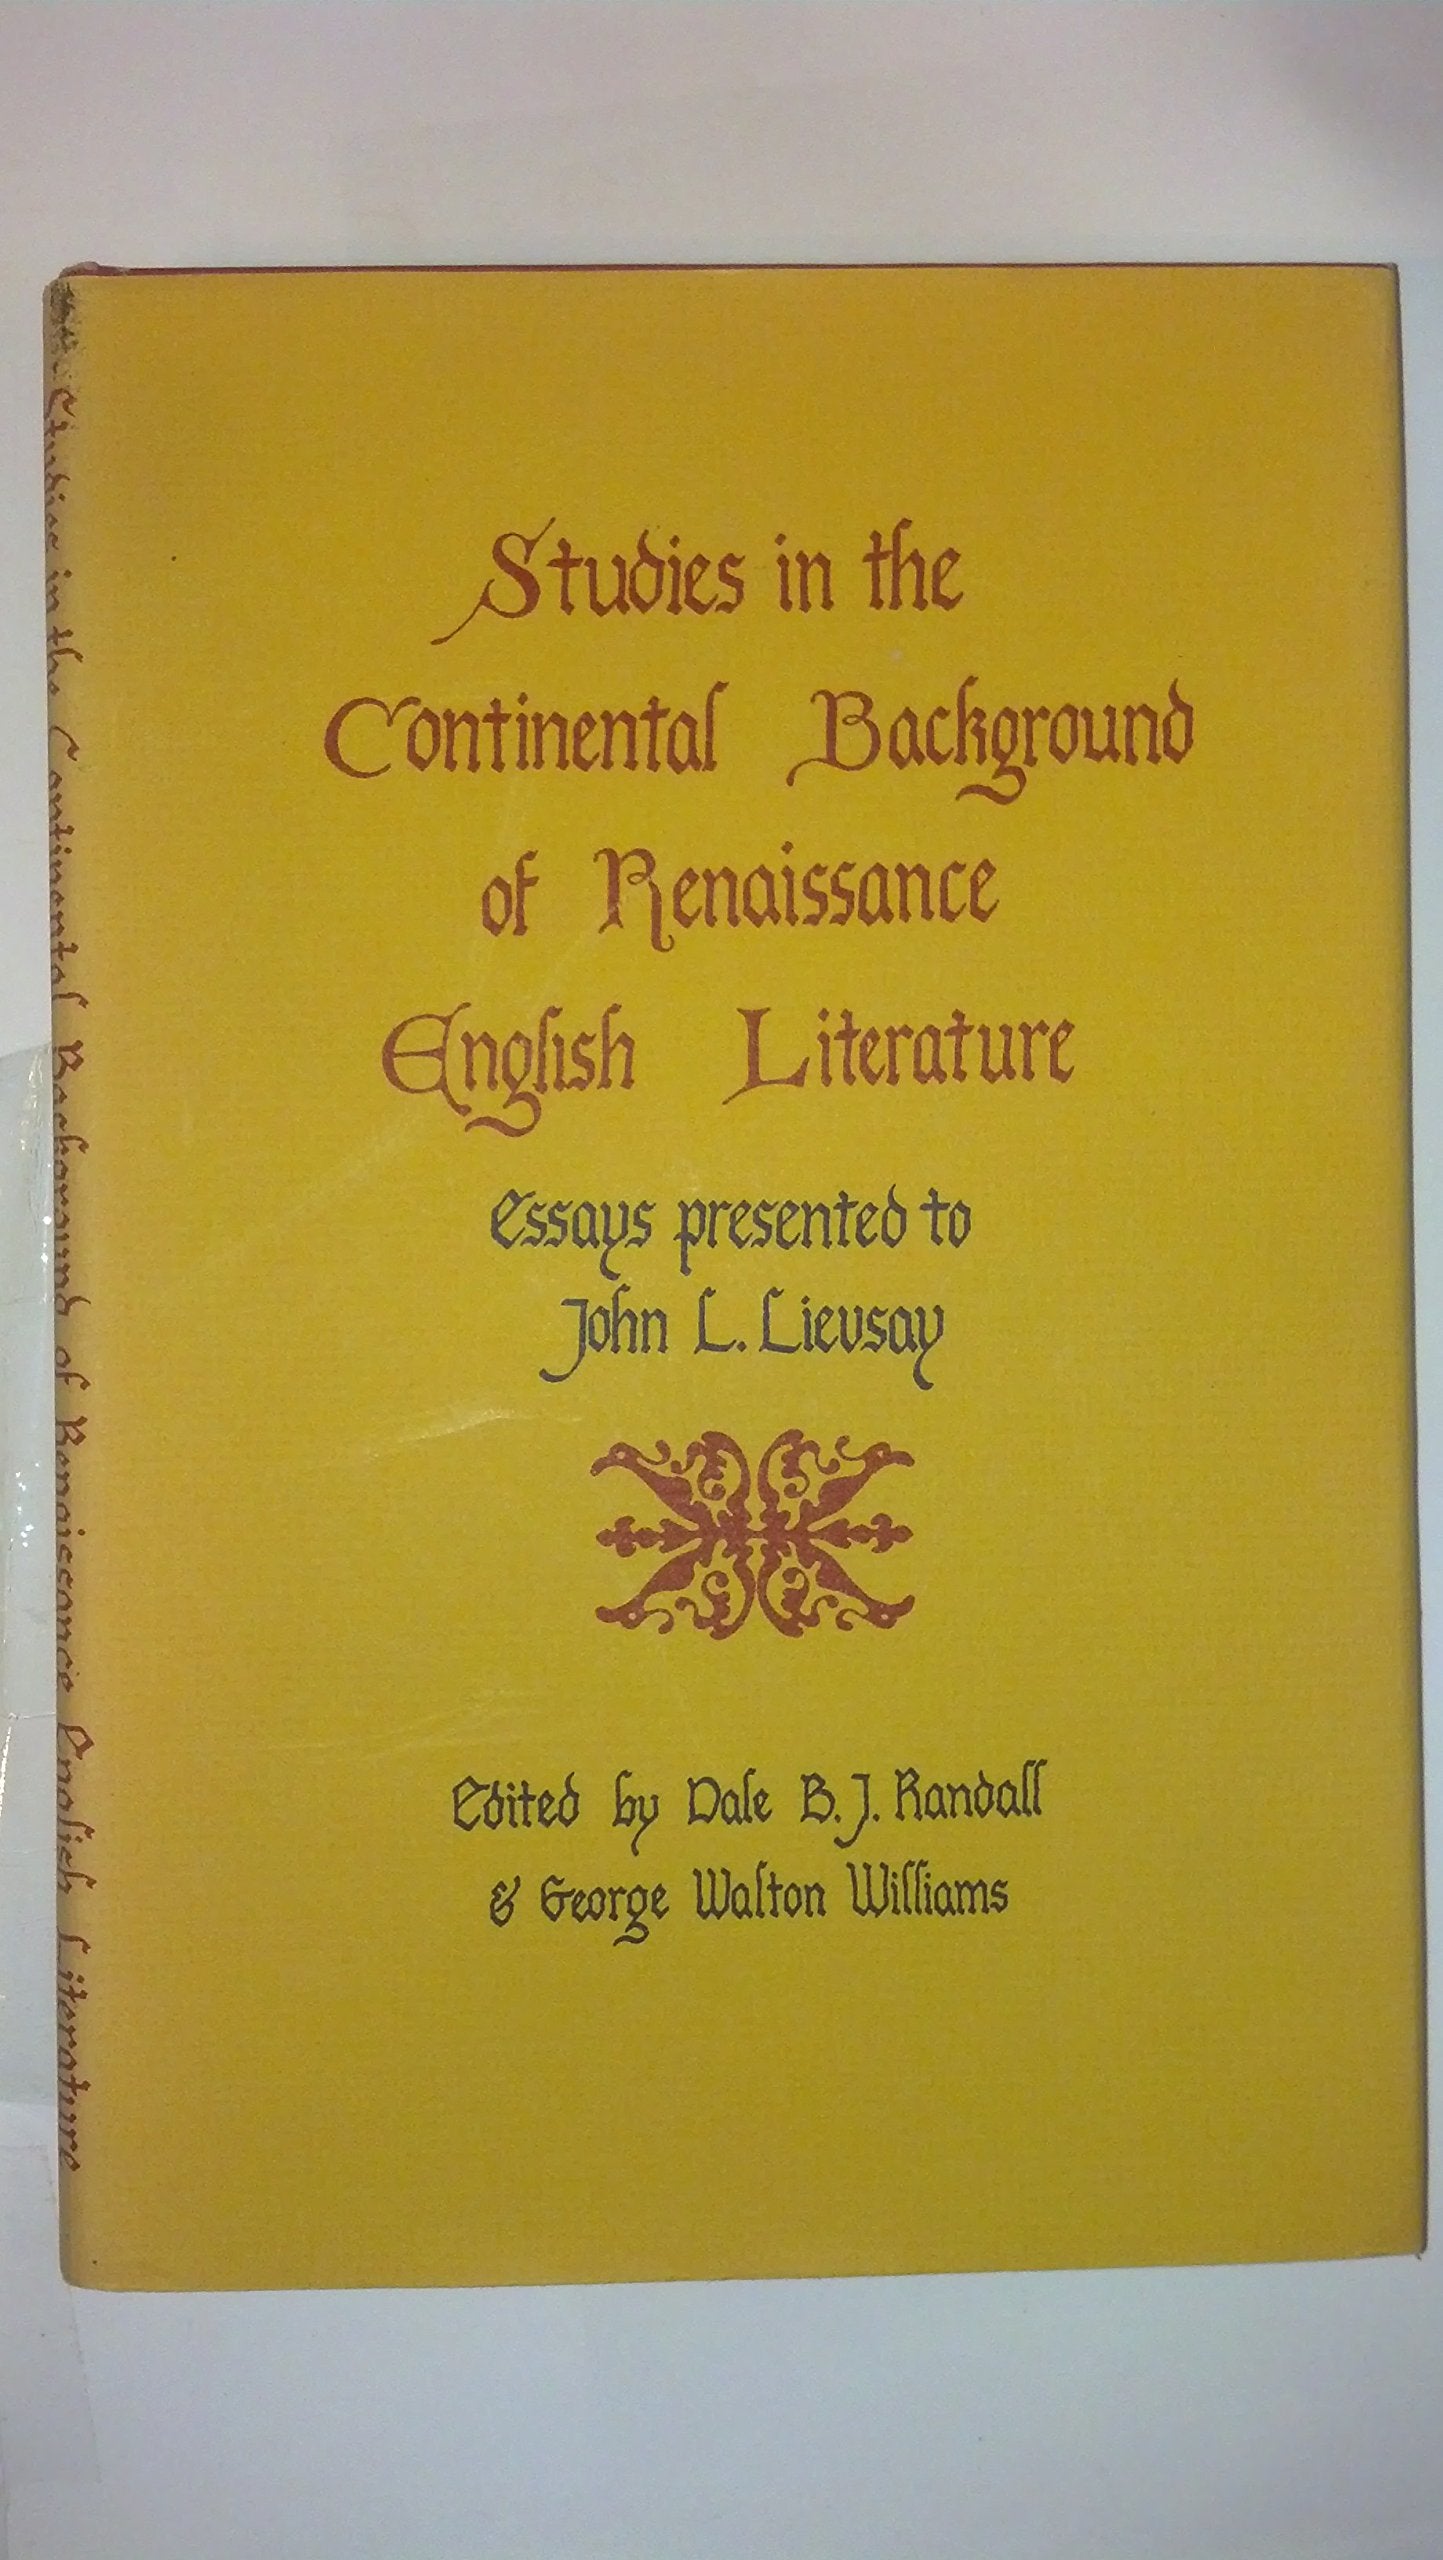 Studies in the
Continental Background
of Renaissance
English Literature
essays presented to
John L. Lievsay
Edited by Dale B. J. Randall
& George Walton Williams
Studies in the Continental Background of Renaissance English Literature